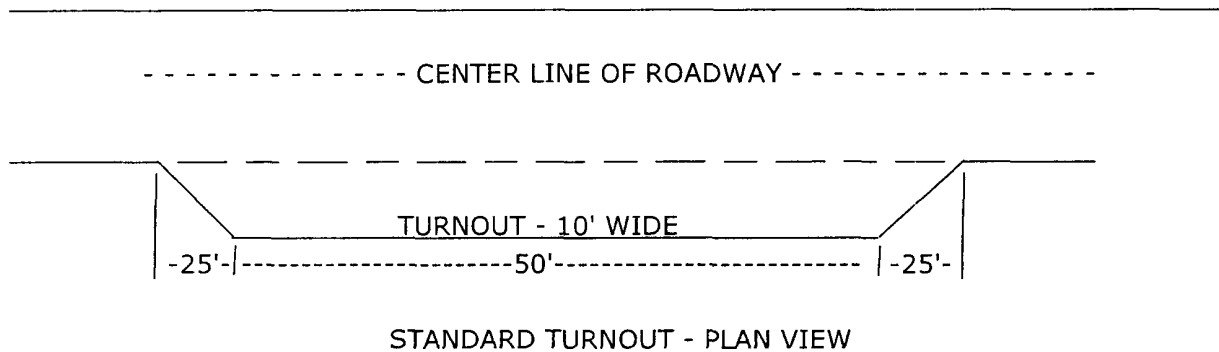 CENTER LINE OF ROADWAY
TURNOUT - 10' WIDE
-25'- -50'- -25'-
STANDARD TURNOUT - PLAN VIEW